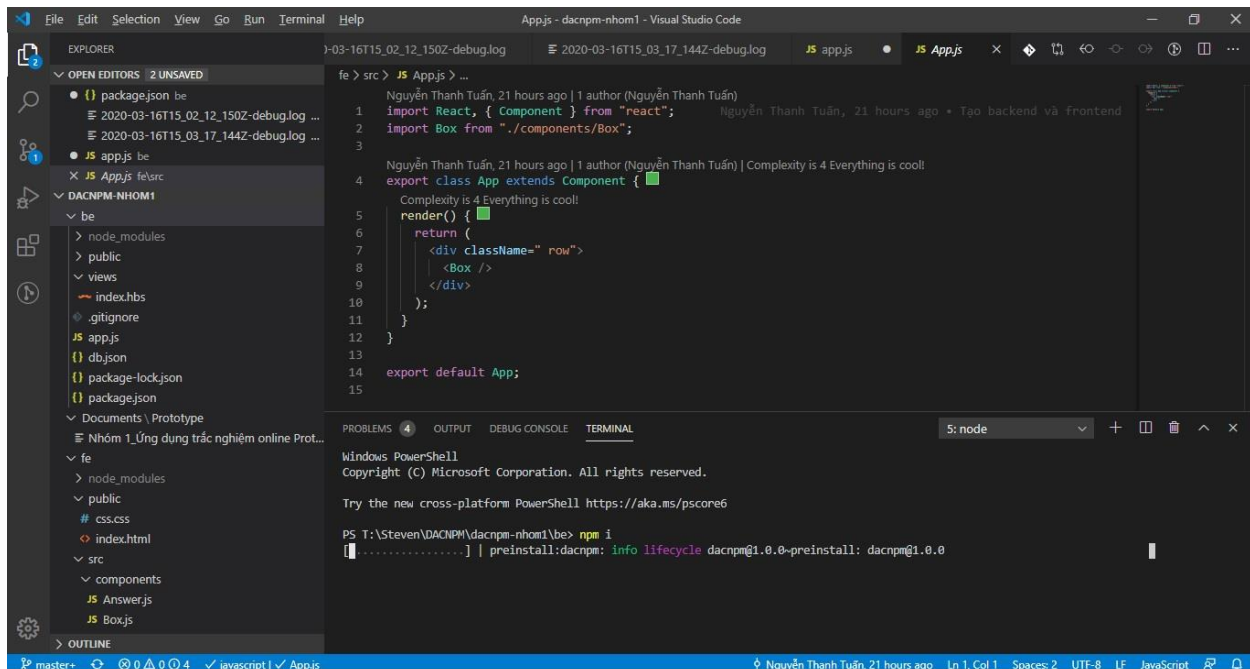 File Edit Selection View Go Run Terminal Help App.js - dacnpm-nhom1 - Visual Studio Code
EXPLORER
OPEN EDITORS 2 UNSAVED
{} package.json be
2020-03-16T15_02_12_150Z-debug.log ...
2020-03-16T15_03_17_144Z-debug.log ...
JS app.js be
JS App.js fe\src
DACNPM-NHOM1
be
node_modules
public
views
index.hbs
.gitignore
JS app.js
{} db.json
{} package-lock.json
{} package.json
Documents \ Prototype
Nhóm 1_Ứng dụng trắc nghiệm online Prot...
fe
node_modules
public
# css.css
<> index.html
src
components
JS Answer.js
JS Box.js
OUTLINE
2
1
)-03-16T15_02_12_150Z-debug.log 2020-03-16T15_03_17_144Z-debug.log JS app.js JS App.js
fe > src > JS App.js > ...
Nguyễn Thanh Tuấn, 21 hours ago | 1 author (Nguyễn Thanh Tuấn)
1 import React, { Component } from "react"; Nguyễn Thanh Tuấn, 21 hours ago • Tạo backend và frontend
2 import Box from "./components/Box";
3
Nguyễn Thanh Tuấn, 21 hours ago | 1 author (Nguyễn Thanh Tuấn) | Complexity is 4 Everything is cool!
4 export class App extends Component {
Complexity is 4 Everything is cool!
5 render() {
6 return (
7 <div className=" row">
8 <Box />
9 </div>
10 );
11 }
12 }
13
14 export default App;
15
PROBLEMS 4 OUTPUT DEBUG CONSOLE TERMINAL 5: node
Windows PowerShell
Copyright (C) Microsoft Corporation. All rights reserved.
Try the new cross-platform PowerShell https://aka.ms/pscore6
PS T:\Steven\DACNPM\dacnpm-nhom1\be> npm i
[ .................] | preinstall:dacnpm: info lifecycle dacnpm@1.0.0~preinstall: dacnpm@1.0.0
master+ 0 0 4 javascript | App.js Nguyễn Thanh Tuấn, 21 hours ago Ln 1, Col 1 Spaces: 2 UTF-8 LF JavaScript